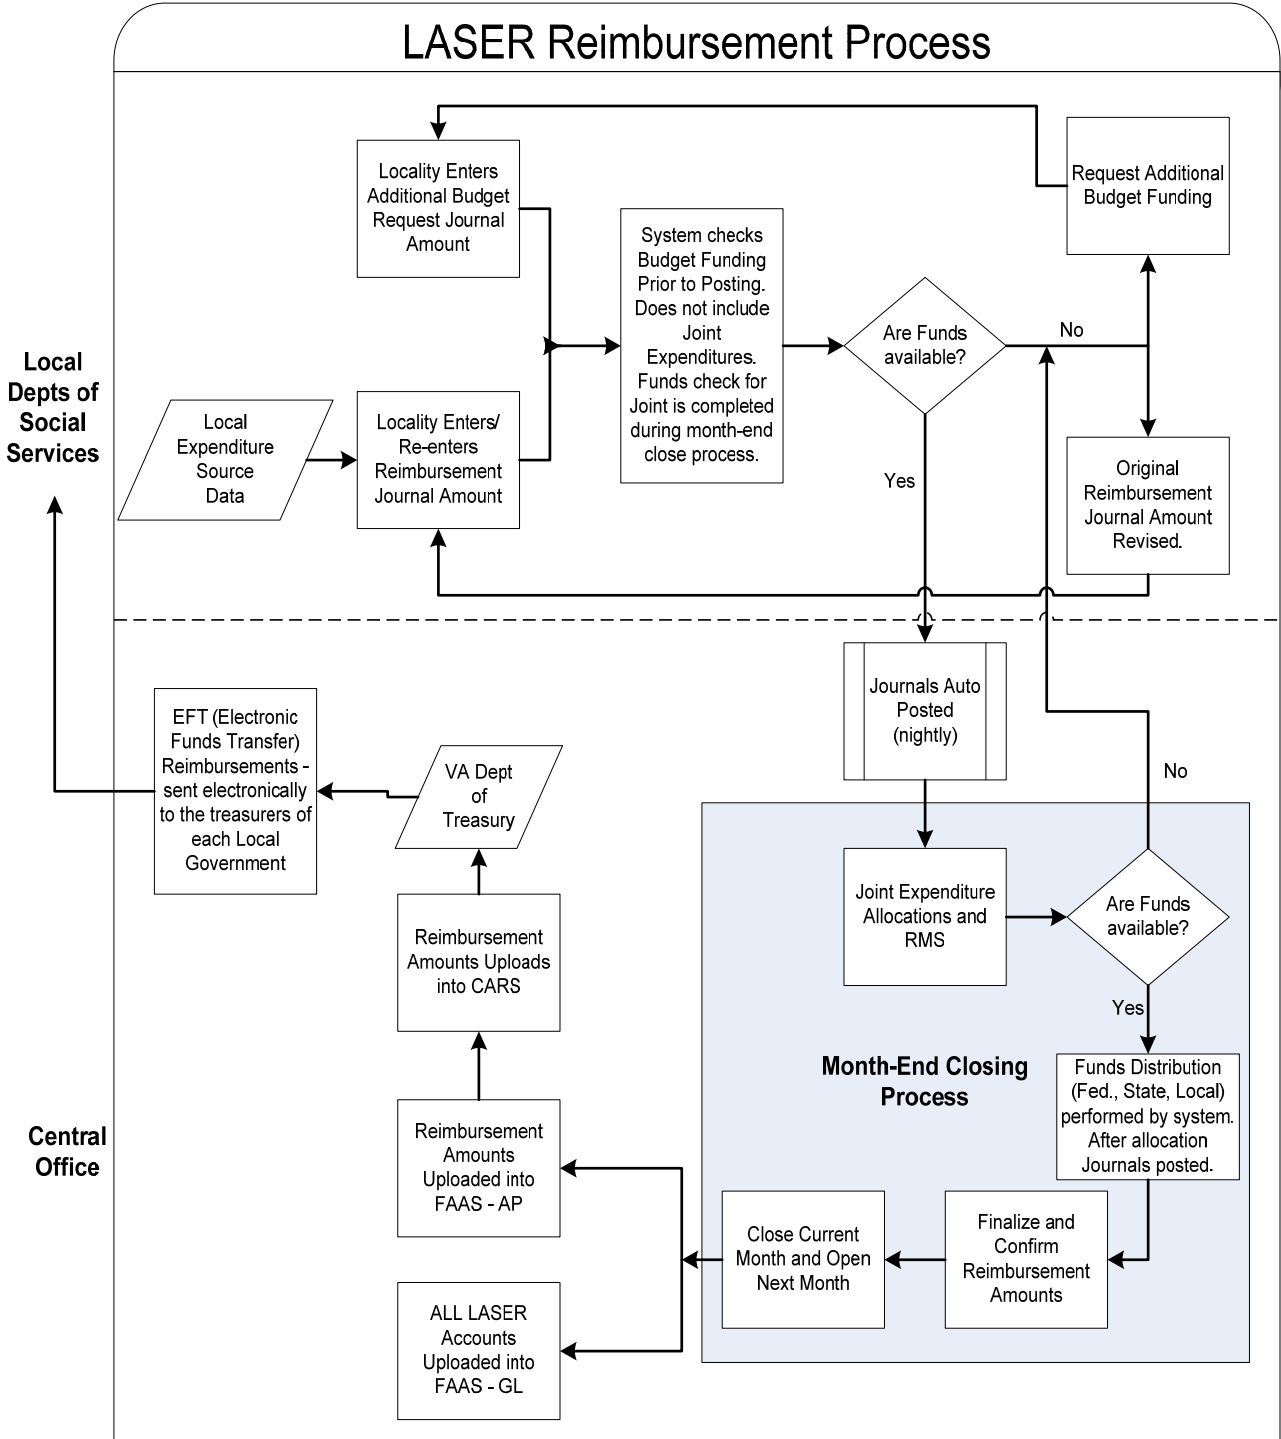 LASER Reimbursement Process
Locality Enters
Additional Budget
Request Journal
Amount
Request Additional
Budget Funding
System checks
Budget Funding
Prior to Posting.
Does not include
Joint
Expenditures.
Funds check for
Joint is completed
during month-end
close process.
Are Funds
available?
No
Yes
Local
Depts of
Social
Services
Local
Expenditure
Source
Data
Locality Enters/
Re-enters
Reimbursement
Journal Amount
Original
Reimbursement
Journal Amount
Revised.
Journals Auto
Posted
(nightly)
No
EFT (Electronic
Funds Transfer)
Reimbursements -
sent electronically
to the treasurers of
each Local
Government
VA Dept
of
Treasury
Joint Expenditure
Allocations and
RMS
Are Funds
available?
Yes
Reimbursement
Amounts Uploads
into CARS
Month-End Closing
Process
Funds Distribution
(Fed., State, Local)
performed by system.
After allocation
Journals posted.
Central
Office
Reimbursement
Amounts
Uploaded into
FAAS - AP
Close Current
Month and Open
Next Month
Finalize and
Confirm
Reimbursement
Amounts
ALL LASER
Accounts
Uploaded into
FAAS - GL